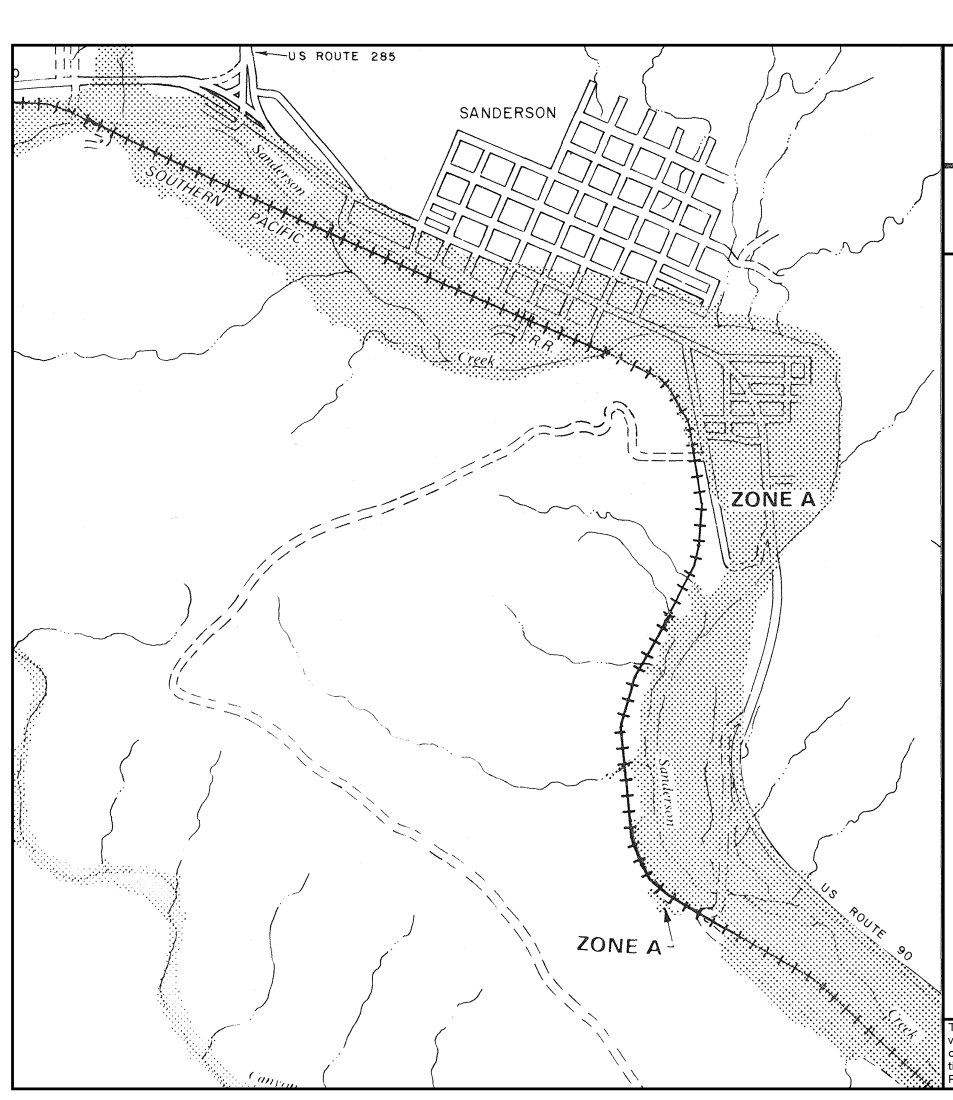 US ROUTE 285
SANDERSON
Sanderson
SOUTHERN
PACIFIC
R.R.
Creek
ZONE A
Sanderson
US ROUTE 90
ZONE A
Creek
Canyon